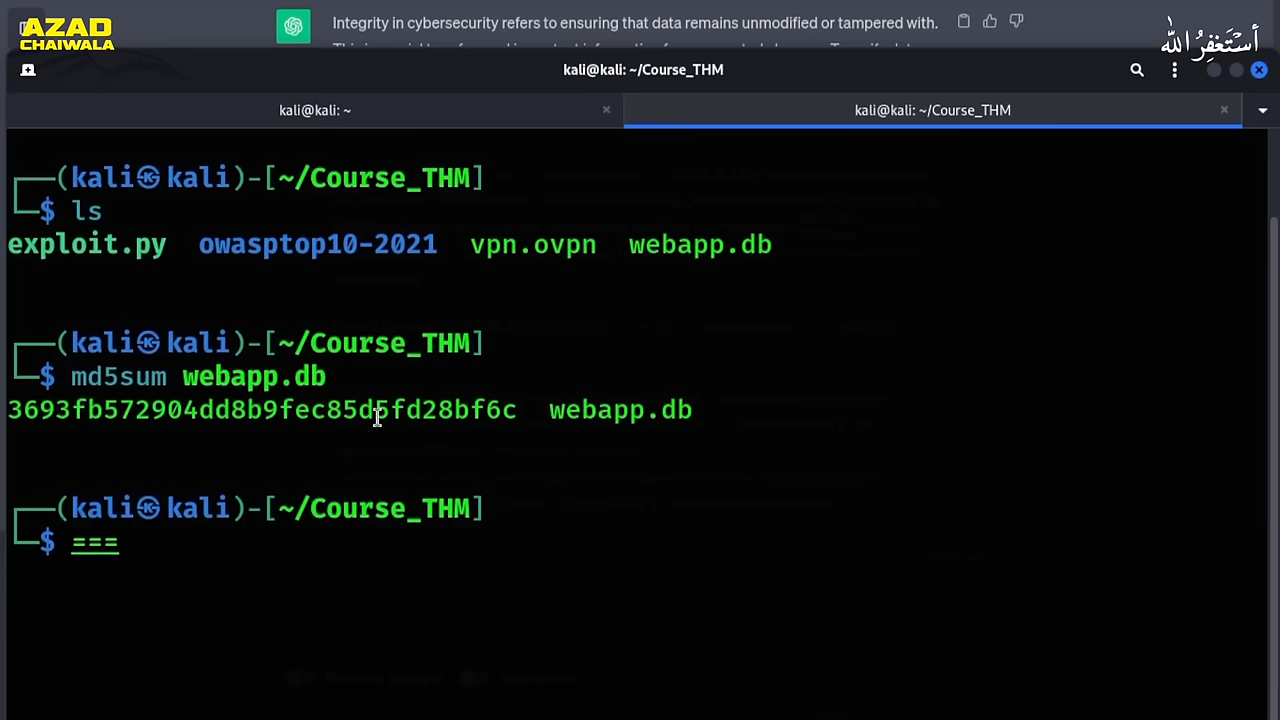 AZAD
CHAIWALA
Integrity in cybersecurity refers to ensuring that data remains unmodified or tampered with.
أستغفر الله
kali@kali: ~/Course_THM
kali@kali: ~
kali@kali: ~/Course_THM
┌──(kali㉿kali)-[~/Course_THM]
└─$ ls
exploit.py  owasptop10-2021  vpn.ovpn  webapp.db
┌──(kali㉿kali)-[~/Course_THM]
└─$ md5sum webapp.db
3693fb572904dd8b9fec85d5fd28bf6c  webapp.db
┌──(kali㉿kali)-[~/Course_THM]
└─$ ===